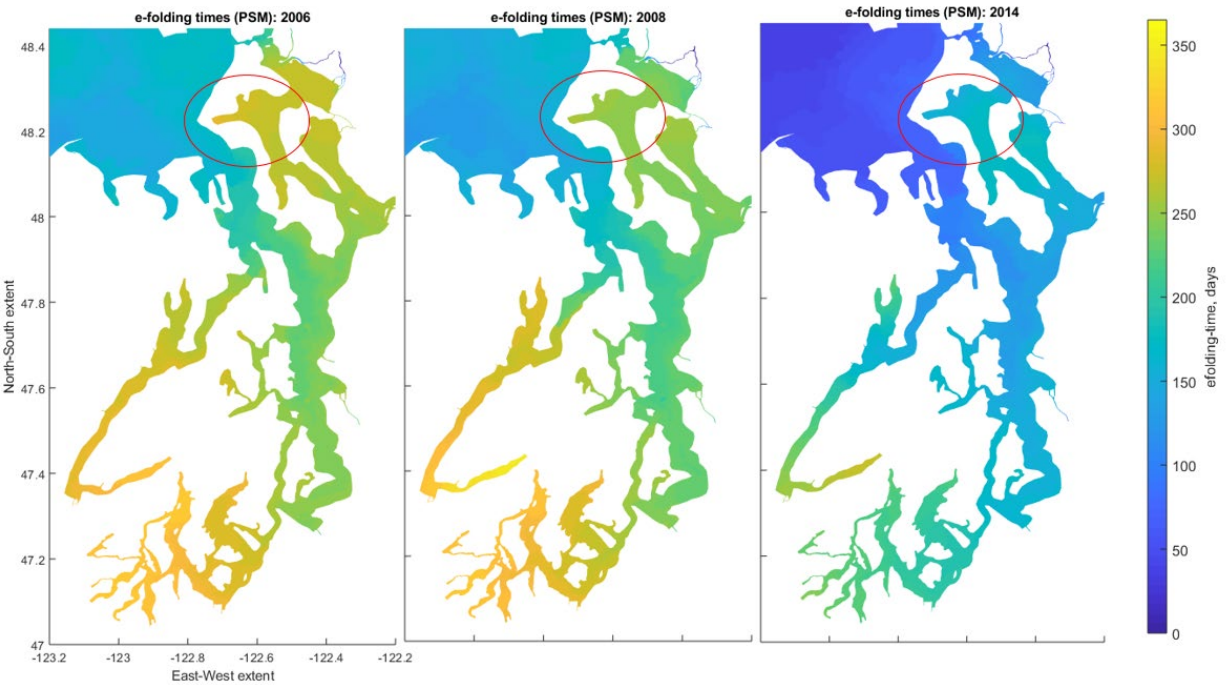 e-folding times (PSM): 2006
e-folding times (PSM): 2008
e-folding times (PSM): 2014
48.4
48.2
48
47.8
47.6
47.4
47.2
47
North-South extent
-123.2 -123 -122.8 -122.6 -122.4 -122.2
East-West extent
350
300
250
200
150
100
50
0
efolding-time, days